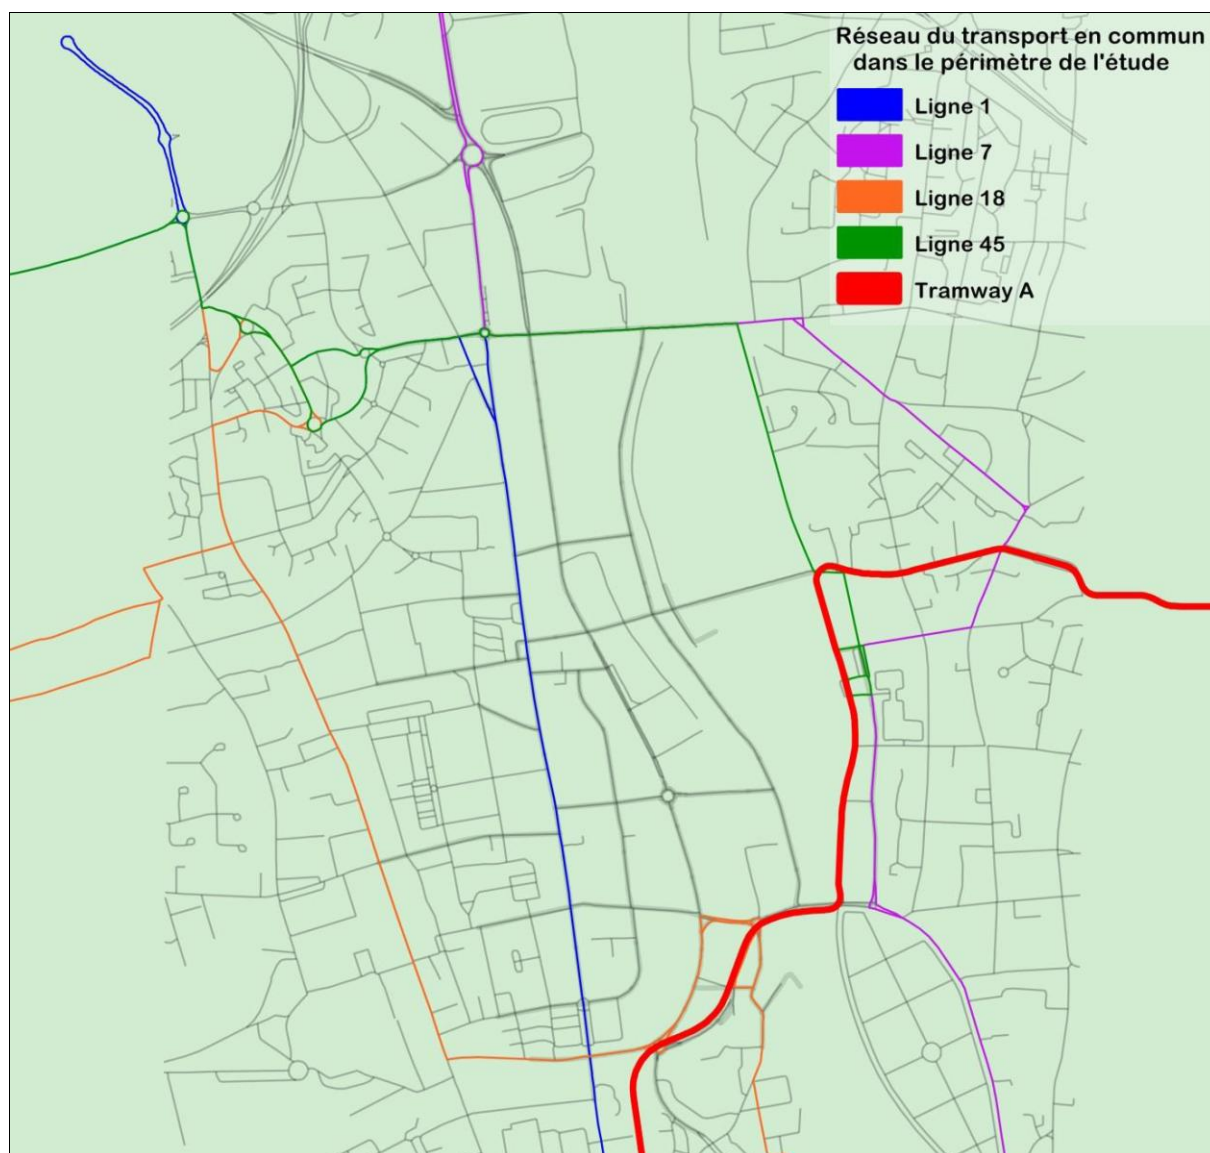 Réseau du transport en commun
dans le périmètre de l'étude
Ligne 1
Ligne 7
Ligne 18
Ligne 45
Tramway A